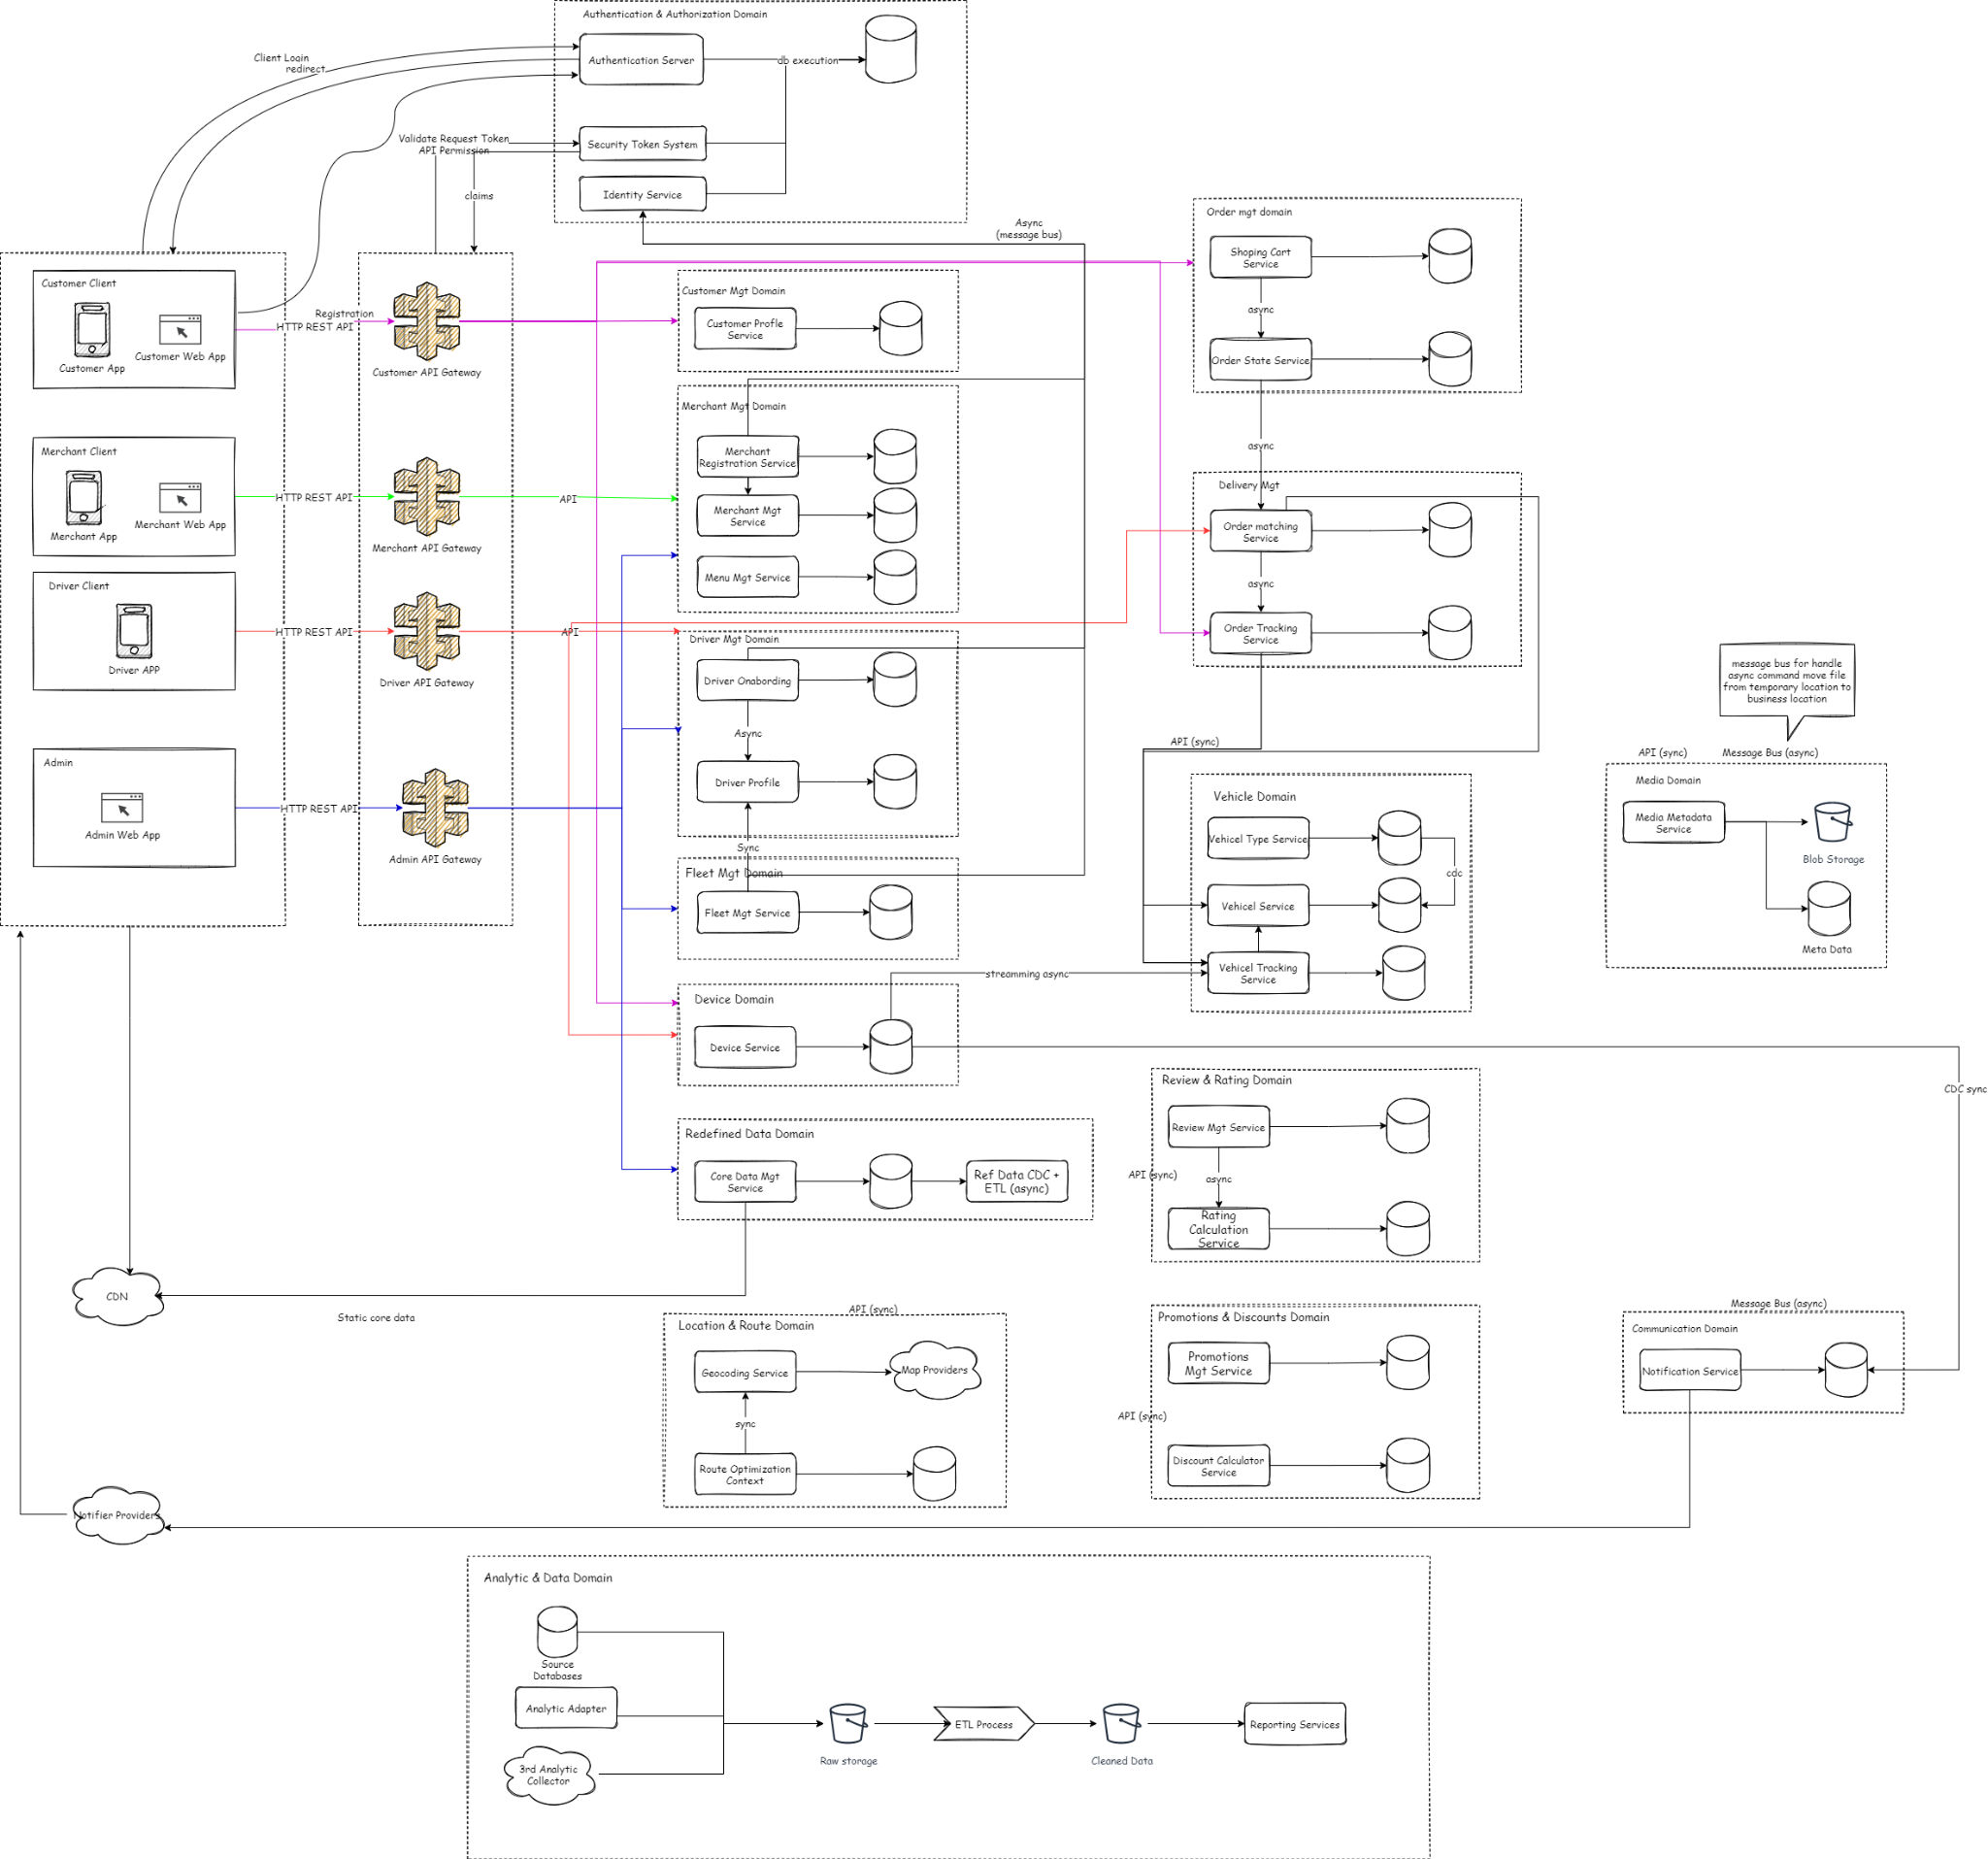 Authentication & Authorization Domain
Authentication Server
db execution
Client Loain
redirect
Validate Request Token
API Permission
Security Token System
claims
Identity Service
Async
(message bus)
Order mgt domain
Shoping Cart
Service
async
Order State Service
async
Customer Client
Customer App
Customer Web App
Registration
HTTP REST API
Customer API Gateway
Customer Mgt Domain
Customer Profle
Service
Merchant Client
Merchant App
Merchant Web App
HTTP REST API
Merchant API Gateway
API
Merchant Mgt Domain
Merchant
Registration Service
Merchant Mgt
Service
Menu Mgt Service
Delivery Mgt
Order matching
Service
async
Order Tracking
Service
Driver Client
Driver APP
HTTP REST API
Driver API Gateway
API
Driver Mgt Domain
Driver Onabording
Async
Driver Profile
Sync
API (sync)
Admin
Admin Web App
HTTP REST API
Admin API Gateway
Fleet Mgt Domain
Fleet Mgt Service
Vehicle Domain
Vehicel Type Service
cdc
Vehicel Service
Vehicel Tracking
Service
message bus for handle
async command move file
from temporary location to
business location
API (sync)
Message Bus (async)
Media Domain
Media Metadata
Service
Blob Storage
Meta Data
streamming async
Device Domain
Device Service
CDC sync
Redefined Data Domain
Core Data Mgt
Service
Ref Data CDC +
ETL (async)
Review & Rating Domain
Review Mgt Service
API (sync)
async
Rating
Calculation
Service
CDN
Static core data
API (sync)
Location & Route Domain
Geocoding Service
Map Providers
sync
Route Optimization
Context
Promotions & Discounts Domain
Promotions
Mgt Service
API (sync)
Discount Calculator
Service
Message Bus (async)
Communication Domain
Notification Service
Notifier Providers
Analytic & Data Domain
Source
Databases
Analytic Adapter
3rd Analytic
Collector
Raw storage
ETL Process
Cleaned Data
Reporting Services